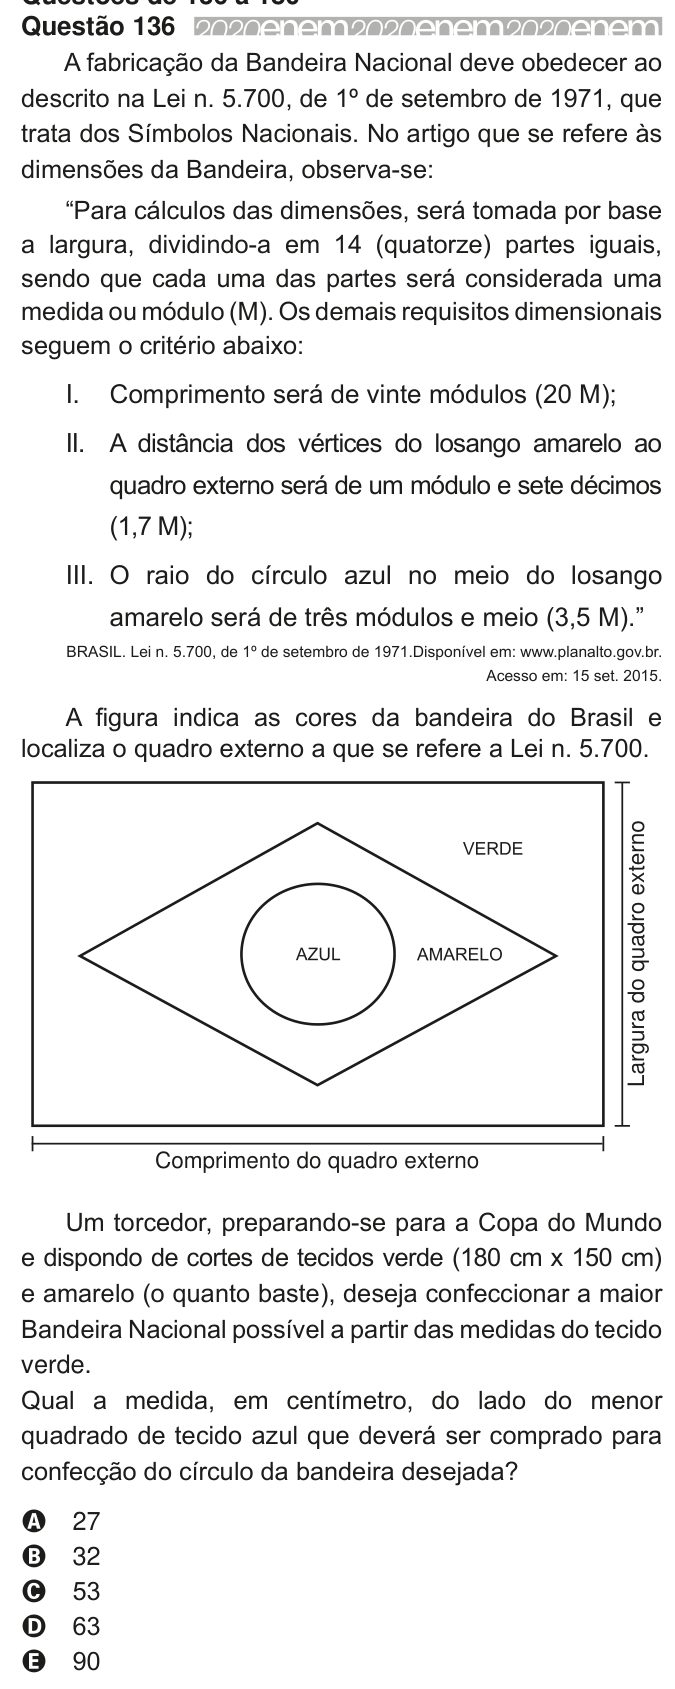 Questões de 136 a 180
Questão 136 2020enem2020enem2020enem
A fabricação da Bandeira Nacional deve obedecer ao
descrito na Lei n. 5.700, de 1º de setembro de 1971, que
trata dos Símbolos Nacionais. No artigo que se refere às
dimensões da Bandeira, observa-se:
“Para cálculos das dimensões, será tomada por base
a largura, dividindo-a em 14 (quatorze) partes iguais,
sendo que cada uma das partes será considerada uma
medida ou módulo (M). Os demais requisitos dimensionais
seguem o critério abaixo:
I. Comprimento será de vinte módulos (20 M);
II. A distância dos vértices do losango amarelo ao
quadro externo será de um módulo e sete décimos
(1,7 M);
III. O raio do círculo azul no meio do losango
amarelo será de três módulos e meio (3,5 M).”
BRASIL. Lei n. 5.700, de 1º de setembro de 1971.Disponível em: www.planalto.gov.br.
Acesso em: 15 set. 2015.
A figura indica as cores da bandeira do Brasil e
localiza o quadro externo a que se refere a Lei n. 5.700.
VERDE
AZUL
AMARELO
Largura do quadro externo
Comprimento do quadro externo
Um torcedor, preparando-se para a Copa do Mundo
e dispondo de cortes de tecidos verde (180 cm x 150 cm)
e amarelo (o quanto baste), deseja confeccionar a maior
Bandeira Nacional possível a partir das medidas do tecido
verde.
Qual a medida, em centímetro, do lado do menor
quadrado de tecido azul que deverá ser comprado para
confecção do círculo da bandeira desejada?
A 27
B 32
C 53
D 63
E 90